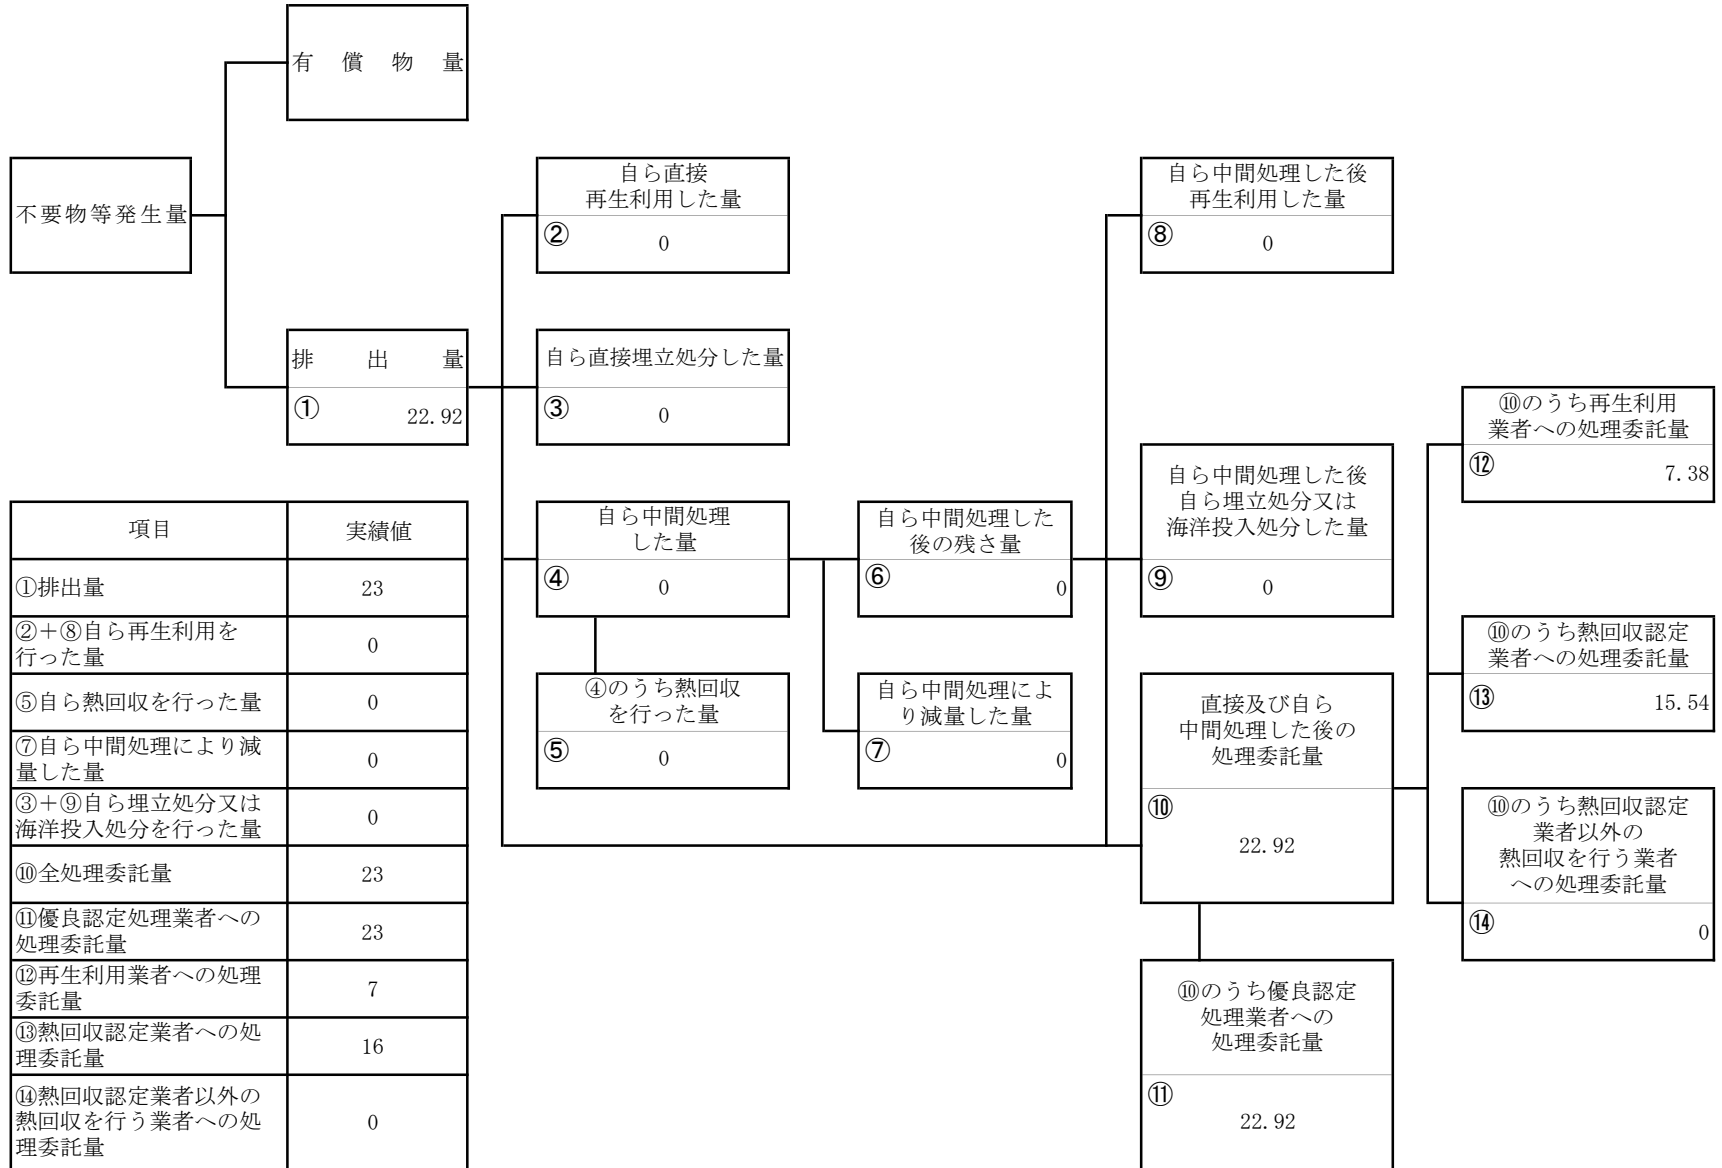 有償物量
不要物等発生量
自ら直接
再生利用した量
② 0
自ら中間処理した後
再生利用した量
⑧ 0
排出量
① 22.92
自ら直接埋立処分した量
③ 0
⑩のうち再生利用
業者への処理委託量
⑫ 7.38
自ら中間処理
した量
④ 0
自ら中間処理した
後の残さ量
⑥ 0
自ら中間処理した後
自ら埋立処分又は
海洋投入処分した量
⑨ 0
⑩のうち熱回収認定
業者への処理委託量
⑬ 15.54
④のうち熱回収
を行った量
⑤ 0
自ら中間処理によ
り減量した量
⑦ 0
直接及び自ら
中間処理した後の
処理委託量
⑩
22.92
⑩のうち熱回収認定
業者以外の
熱回収を行う業者
への処理委託量
⑭ 0
⑩のうち優良認定
処理業者への
処理委託量
⑪
22.92
項目 実績値
①排出量 23
②+⑧自ら再生利用を
行った量 0
⑤自ら熱回収を行った量 0
⑦自ら中間処理により減
量した量 0
③+⑨自ら埋立処分又は
海洋投入処分を行った量 0
⑩全処理委託量 23
⑪優良認定処理業者への
処理委託量 23
⑫再生利用業者への処理
委託量 7
⑬熱回収認定業者への処
理委託量 16
⑭熱回収認定業者以外の
熱回収を行う業者への処
理委託量 0